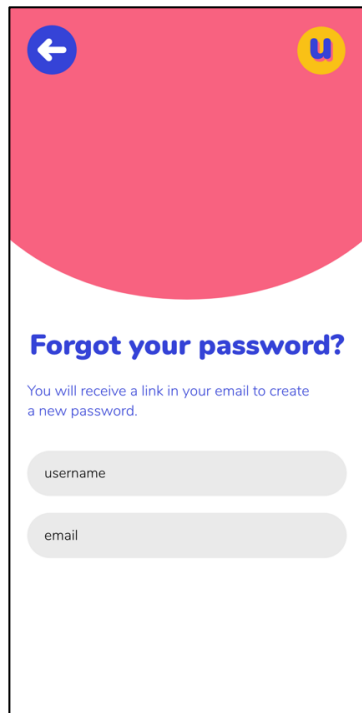 u
Forgot your password?
You will receive a link in your email to create
a new password.
username
email